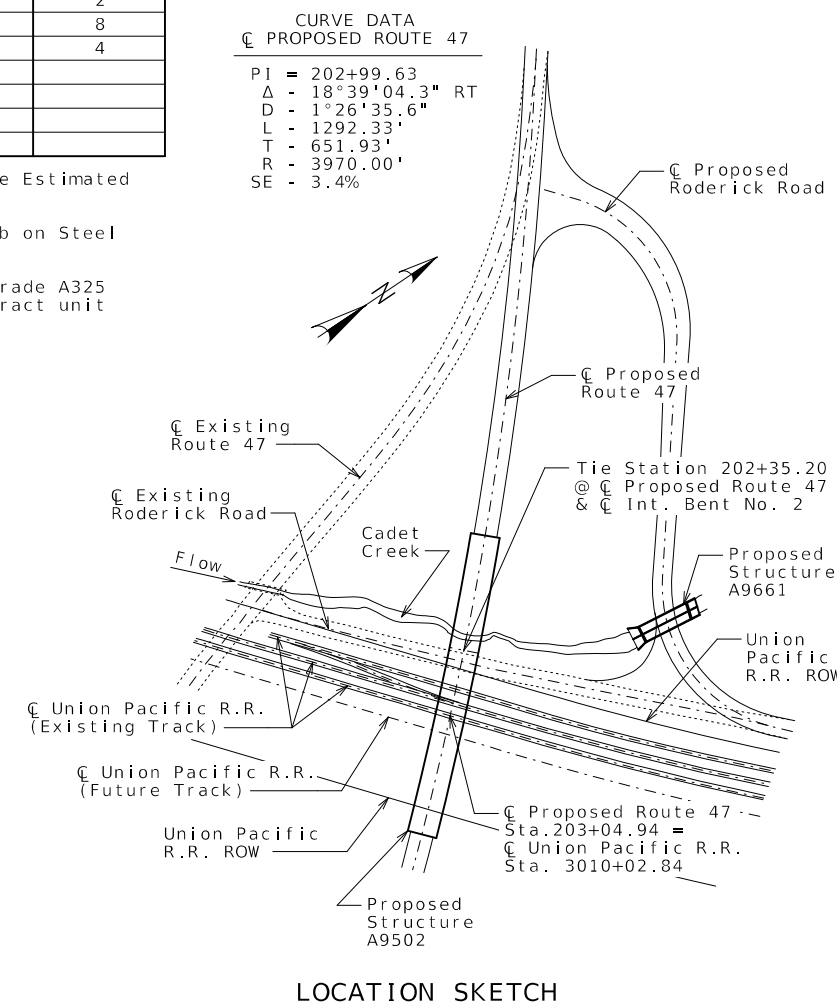 2
8
4
e Estimated
b on Steel
rade A325
ract unit
CURVE DATA
℄ PROPOSED ROUTE 47
PI = 202+99.63
Δ - 18°39'04.3" RT
D - 1°26'35.6"
L - 1292.33'
T - 651.93'
R - 3970.00'
SE - 3.4%
℄ Proposed
Roderick Road
N
℄ Proposed
Route 47
℄ Existing
Route 47
Tie Station 202+35.20
@ ℄ Proposed Route 47
& ℄ Int. Bent No. 2
℄ Existing
Roderick Road
Cadet
Creek
Flow
Proposed
Structure
A9661
Union
Pacific
R.R. ROW
℄ Union Pacific R.R.
(Existing Track)
℄ Union Pacific R.R.
(Future Track)
Union Pacific
R.R. ROW
℄ Proposed Route 47
Sta.203+04.94 =
℄ Union Pacific R.R.
Sta. 3010+02.84
Proposed
Structure
A9502
LOCATION SKETCH